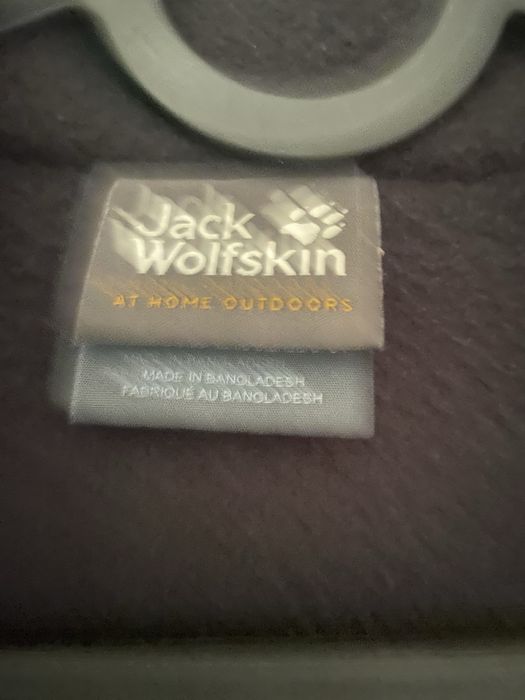 Jack
Wolfskin
AT HOME OUTDOORS
MADE IN BANGLADESH
FABRIQUÉ AU BANGLADESH